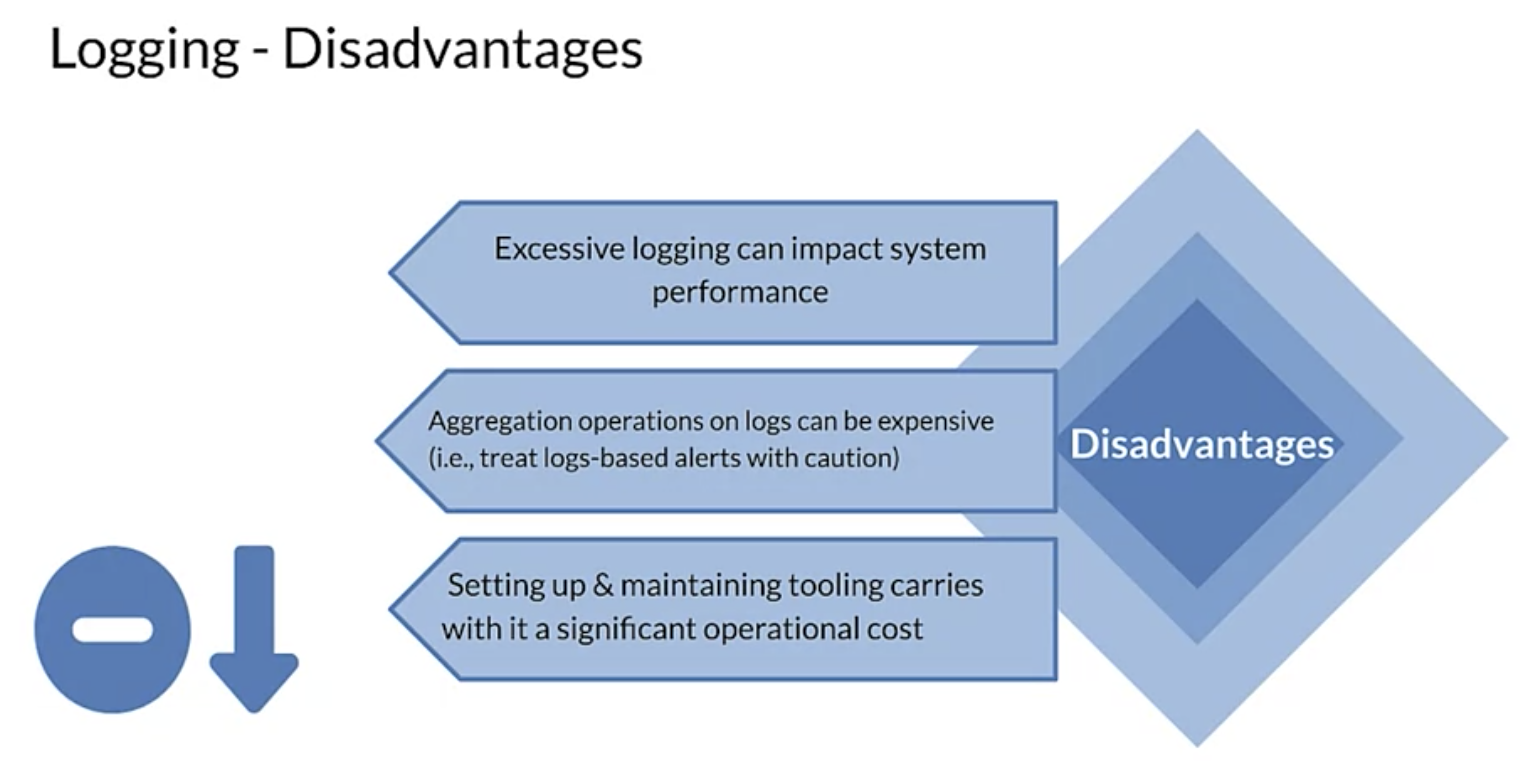 Logging - Disadvantages
Excessive logging can impact system
performance
Aggregation operations on logs can be expensive
(i.e., treat logs-based alerts with caution)
Setting up & maintaining tooling carries
with it a significant operational cost
Disadvantages